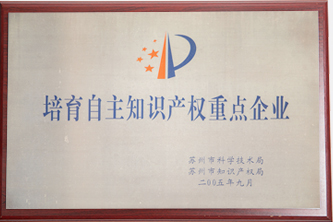 培育自主知识产权重点企业
苏州市科学技术局
苏州市知识产权局
二00五年九月